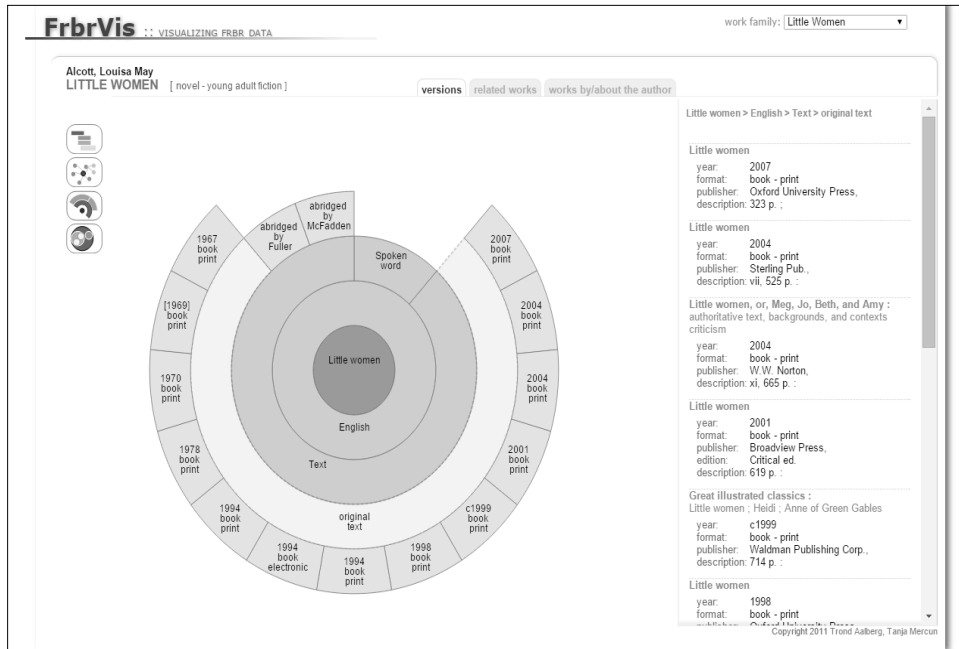 FrbrVis :: VISUALIZING FRBR DATA
work family: Little Women
Alcott, Louisa May
LITTLE WOMEN [ novel - young adult fiction ]
versions related works works by/about the author
abridged
by
McFadden
abridged
by
Fuller
Spoken
word
1967
book
print
[1969]
book
print
1970
book
print
1978
book
print
1994
book
print
1994
book
electronic
1994
book
print
1998
book
print
c1999
book
print
2001
book
print
2004
book
print
2004
book
print
2007
book
print
Little women
English
Text
original
text
Little women > English > Text > original text
Little women
year: 2007
format: book - print
publisher: Oxford University Press,
description: 323 p. ;
Little women
year: 2004
format: book - print
publisher: Sterling Pub.,
description: vii, 525 p. :
Little women, or, Meg, Jo, Beth, and Amy :
authoritative text, backgrounds, and contexts
criticism
year: 2004
format: book - print
publisher: W.W. Norton,
description: xi, 665 p. :
Little women
year: 2001
format: book - print
publisher: Broadview Press,
edition: Critical ed.
description: 619 p. :
Great illustrated classics :
Little women ; Heidi ; Anne of Green Gables
year: c1999
format: book - print
publisher: Waldman Publishing Corp.,
description: 714 p. :
Little women
year: 1998
format: book - print
publisher: Oxford University Press
Copyright 2011 Trond Aalberg, Tanja Mercun